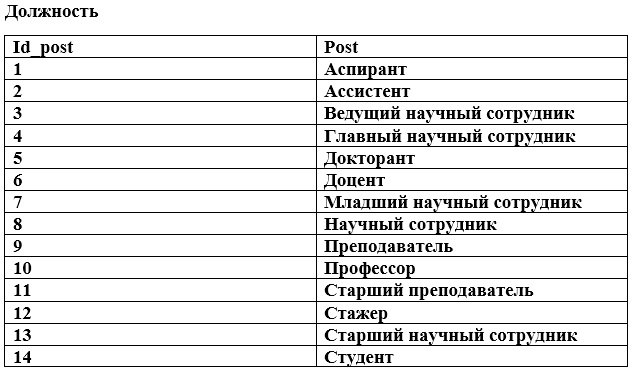 Должность
Id_post Post
1 Аспирант
2 Ассистент
3 Ведущий научный сотрудник
4 Главный научный сотрудник
5 Докторант
6 Доцент
7 Младший научный сотрудник
8 Научный сотрудник
9 Преподаватель
10 Профессор
11 Старший преподаватель
12 Стажер
13 Старший научный сотрудник
14 Студент